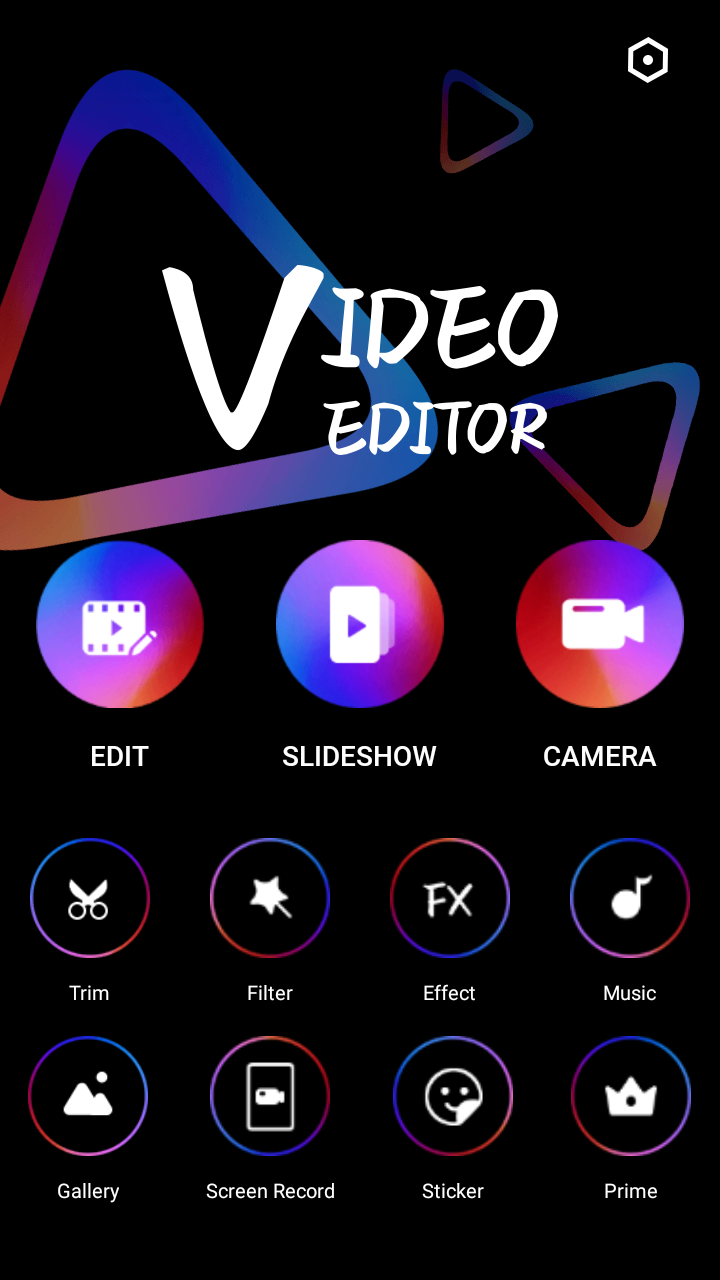 VIDEO
EDITOR
EDIT SLIDESHOW CAMERA
FX
Trim Filter Effect Music
Gallery Screen Record Sticker Prime